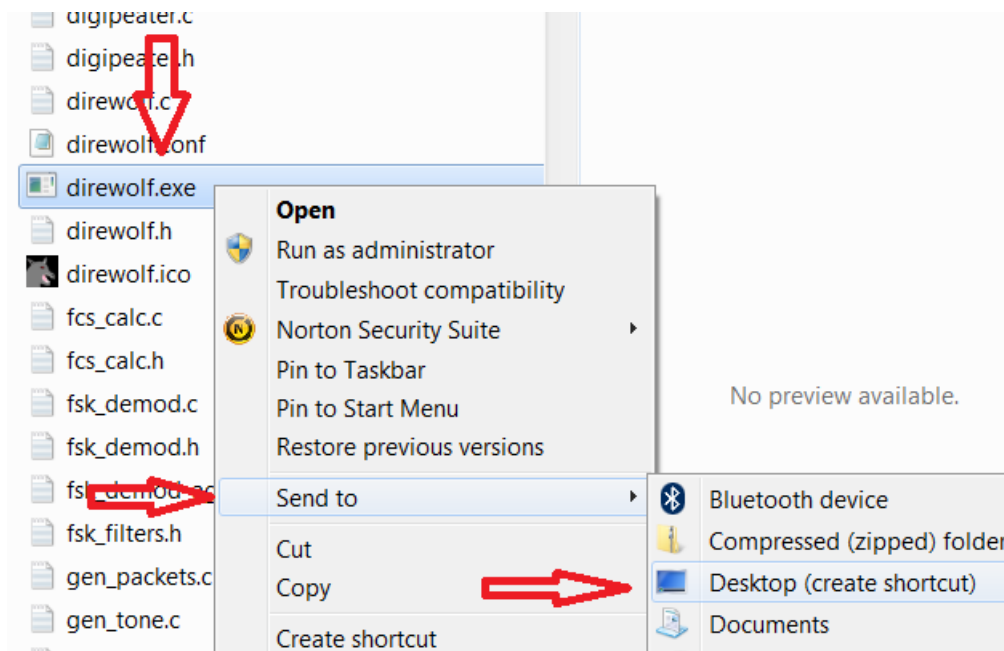 digipeater.c
digipeater.h
direwolf.c
direwolf.conf
direwolf.exe
direwolf.h
direwolf.ico
fcs_calc.c
fcs_calc.h
fsk_demod.c
fsk_demod.h
fsk_filters.h
gen_packets.c
gen_tone.c
Open
Run as administrator
Troubleshoot compatibility
Norton Security Suite
Pin to Taskbar
Pin to Start Menu
Restore previous versions
Send to
Cut
Copy
Create shortcut
Bluetooth device
Compressed (zipped) folder
Desktop (create shortcut)
Documents
No preview available.